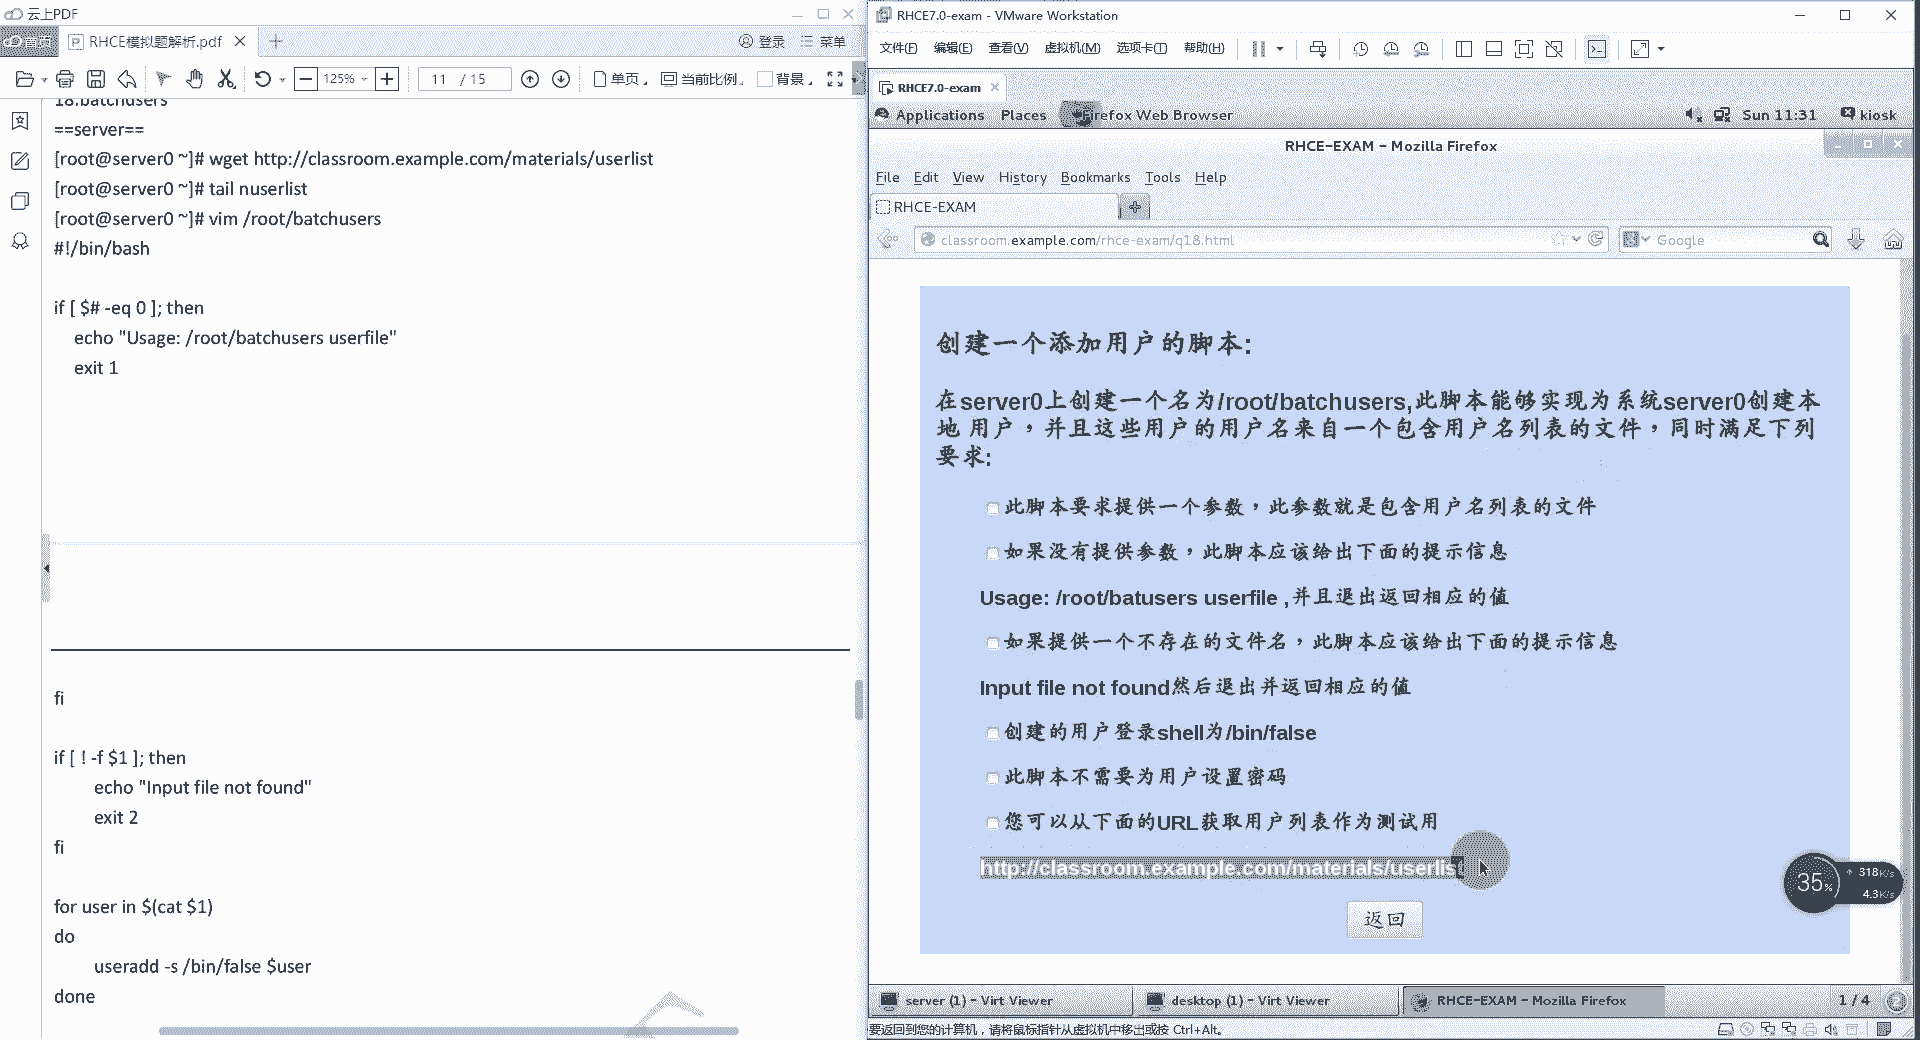 云上PDF
首页
RHCE模拟题解析.pdf
登录
菜单
125%
11 / 15
单页
当前比例
背景
18.batchusers
==server==
[root@server0 ~]# wget http://classroom.example.com/materials/userlist
[root@server0 ~]# tail nuserlist
[root@server0 ~]# vim /root/batchusers
#!/bin/bash
if [ $# -eq 0 ]; then
echo "Usage: /root/batchusers userfile"
exit 1
fi
if [ ! -f $1 ]; then
echo "Input file not found"
exit 2
fi
for user in $(cat $1)
do
useradd -s /bin/false $user
done
RHCE7.0-exam - VMware Workstation
文件(F) 编辑(E) 查看(V) 虚拟机(M) 选项卡(T) 帮助(H)
RHCE7.0-exam
Applications Places Firefox Web Browser
Sun 11:31 kiosk
RHCE-EXAM - Mozilla Firefox
File Edit View History Bookmarks Tools Help
RHCE-EXAM
classroom.example.com/rhce-exam/q18.html
Google
创建一个添加用户的脚本:
在server0上创建一个名为/root/batchusers,此脚本能够实现为系统server0创建本
地 用户，并且这些用户的用户名来自一个包含用户名列表的文件，同时满足下列
要求:
此脚本要求提供一个参数，此参数就是包含用户名列表的文件
如果没有提供参数，此脚本应该给出下面的提示信息
Usage: /root/batusers userfile ,并且退出返回相应的值
如果提供一个不存在的文件名，此脚本应该给出下面的提示信息
Input file not found然后退出并返回相应的值
创建的用户登录shell为/bin/false
此脚本不需要为用户设置密码
您可以从下面的URL获取用户列表作为测试用
http://classroom.example.com/materials/userlist
返回
35%
318K/s
4.3K/s
server (1) - Virt Viewer
desktop (1) - Virt Viewer
RHCE-EXAM - Mozilla Firefox
1 / 4
要返回到您的计算机，请将鼠标指针从虚拟机中移出或按 Ctrl+Alt。